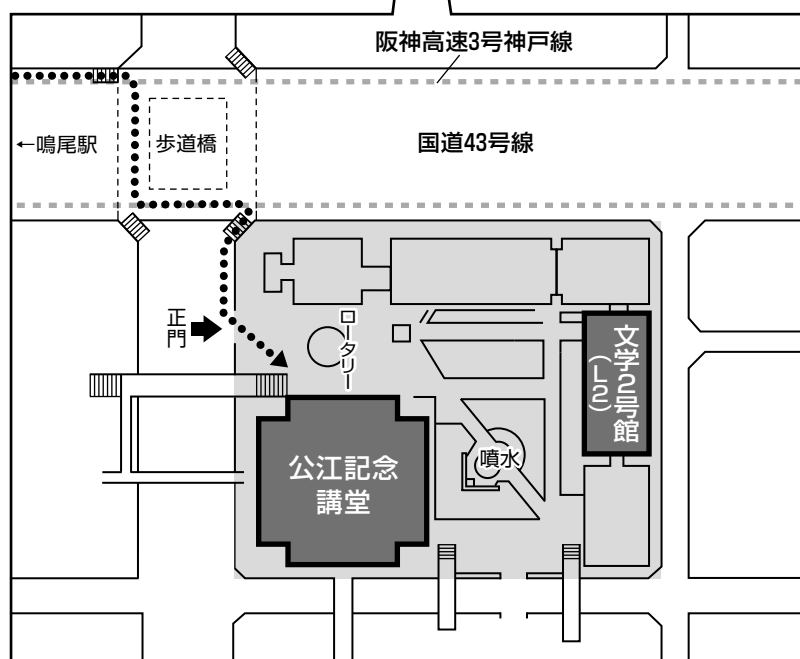 阪神高速3号神戸線
←鳴尾駅
歩道橋
国道43号線
正門
ロータリー
文学2号館
(L2)
噴水
公江記念
講堂